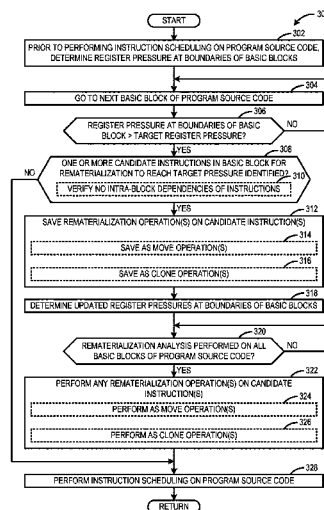 START
30
302
PRIOR TO PERFORMING INSTRUCTION SCHEDULING ON PROGRAM SOURCE CODE,
DETERMINE REGISTER PRESSURE AT BOUNDARIES OF BASIC BLOCKS
304
GO TO NEXT BASIC BLOCK OF PROGRAM SOURCE CODE
306
REGISTER PRESSURE AT BOUNDARIES OF BASIC
BLOCK > TARGET REGISTER PRESSURE?
NO
YES
308
NO
ONE OR MORE CANDIDATE INSTRUCTIONS IN BASIC BLOCK FOR
REMATERIALIZATION TO REACH TARGET PRESSURE IDENTIFIED?
310
VERIFY NO INTRA-BLOCK DEPENDENCIES OF INSTRUCTIONS
YES
312
SAVE REMATERIALIZATION OPERATION(S) ON CANDIDATE INSTRUCTION(S)
314
SAVE AS MOVE OPERATION(S)
316
SAVE AS CLONE OPERATION(S)
318
DETERMINE UPDATED REGISTER PRESSURES AT BOUNDARIES OF BASIC BLOCKS
320
REMATERIALIZATION ANALYSIS PERFORMED ON ALL
BASIC BLOCKS OF PROGRAM SOURCE CODE?
NO
YES
322
PERFORM ANY REMATERIALIZATION OPERATION(S) ON CANDIDATE
INSTRUCTION(S)
324
PERFORM AS MOVE OPERATION(S)
326
PERFORM AS CLONE OPERATION(S)
328
PERFORM INSTRUCTION SCHEDULING ON PROGRAM SOURCE CODE
RETURN